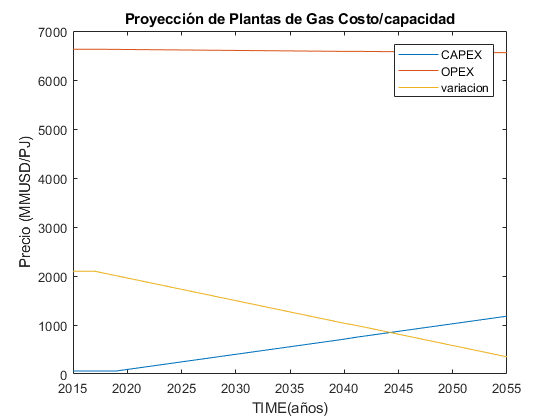 Proyección de Plantas de Gas Costo/capacidad
7000
6000
5000
4000
3000
2000
1000
0
Precio (MMUSD/PJ)
CAPEX
OPEX
variacion
2015 2020 2025 2030 2035 2040 2045 2050 2055
TIME(años)